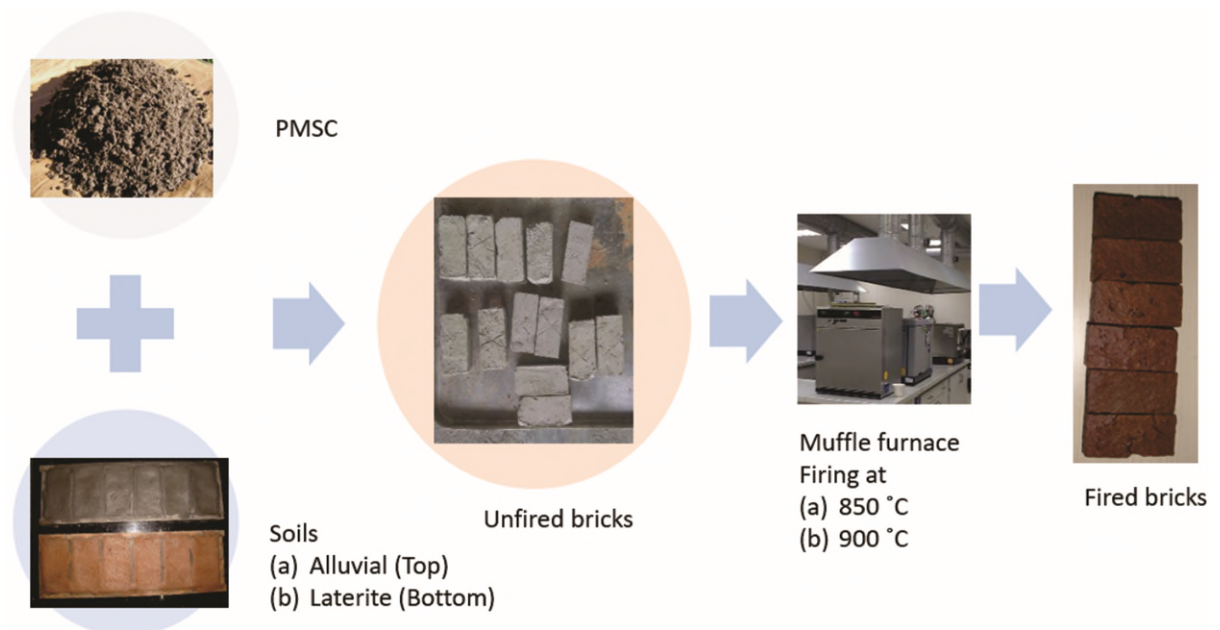 PMSC
Soils
(a) Alluvial (Top)
(b) Laterite (Bottom)
Unfired bricks
Muffle furnace
Firing at
(a) 850 ˚C
(b) 900 ˚C
Fired bricks